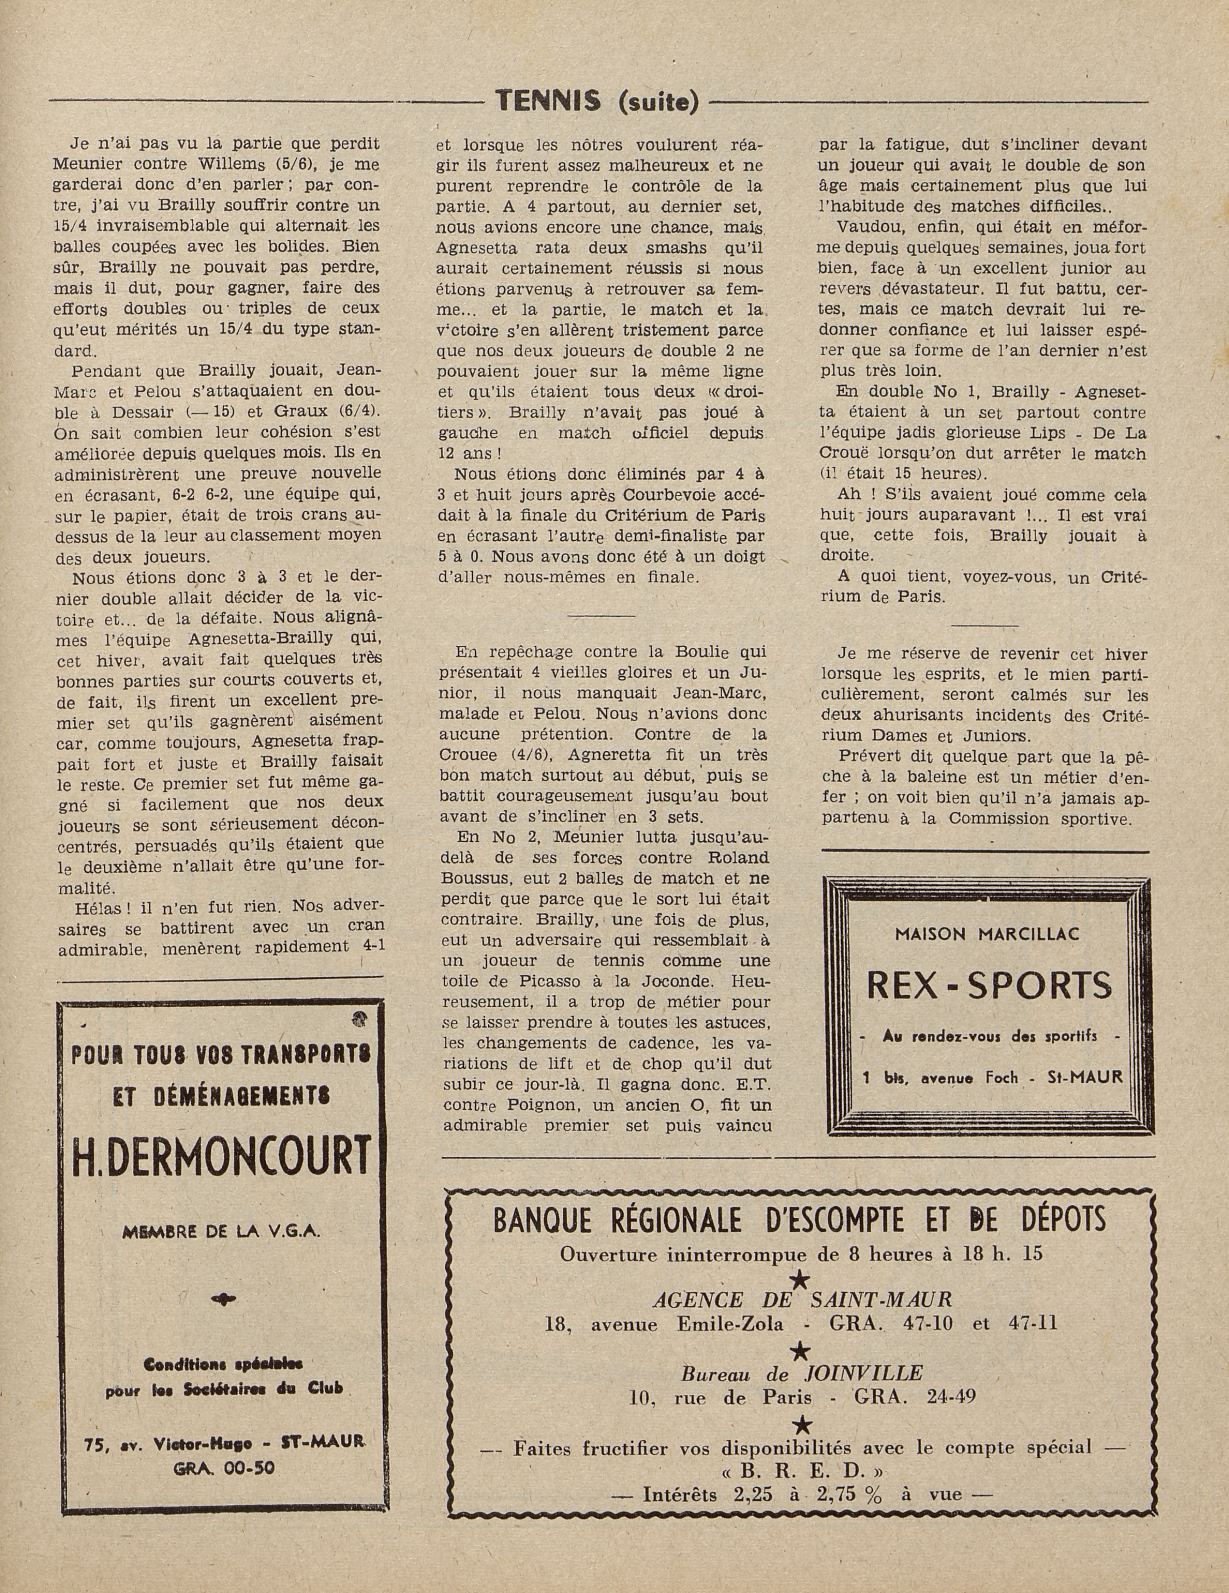 TENNIS (suite)
Je n'ai pas vu la partie que perdit
Meunier contre Willems (5/6), je me
garderai donc d'en parler ; par con-
tre, j'ai vu Brailly souffrir contre un
15/4 invraisemblable qui alternait les
balles coupées avec les bolides. Bien
sûr, Brailly ne pouvait pas perdre,
mais il dut, pour gagner, faire des
efforts doubles ou triples de ceux
qu'eut mérités un 15/4 du type stan-
dard.
Pendant que Brailly jouait, Jean-
Marc et Pelou s'attaquaient en dou-
ble à Dessair (— 15) et Graux (6/4).
On sait combien leur cohésion s'est
améliorée depuis quelques mois. Ils en
administrèrent une preuve nouvelle
en écrasant, 6-2 6-2, une équipe qui,
sur le papier, était de trois crans au-
dessus de la leur au classement moyen
des deux joueurs.
Nous étions donc 3 à 3 et le der-
nier double allait décider de la vic-
toire et... de la défaite. Nous alignâ-
mes l'équipe Agnesetta-Brailly qui,
cet hiver, avait fait quelques très
bonnes parties sur courts couverts et,
de fait, ils firent un excellent pre-
mier set qu'ils gagnèrent aisément
car, comme toujours, Agnesetta frap-
pait fort et juste et Brailly faisait
le reste. Ce premier set fut même ga-
gné si facilement que nos deux
joueurs se sont sérieusement décon-
centrés, persuadés qu'ils étaient que
le deuxième n'allait être qu'une for-
malité.
Hélas ! il n'en fut rien. Nos adver-
saires se battirent avec un cran
admirable, menèrent rapidement 4-1
et lorsque les nôtres voulurent réa-
gir ils furent assez malheureux et ne
purent reprendre le contrôle de la
partie. A 4 partout, au dernier set,
nous avions encore une chance, mais
Agnesetta rata deux smashs qu'il
aurait certainement réussis si nous
étions parvenus à retrouver sa fem-
me... et la partie, le match et la
victoire s'en allèrent tristement parce
que nos deux joueurs de double 2 ne
pouvaient jouer sur la même ligne
et qu'ils étaient tous deux « droi-
tiers ». Brailly n'avait pas joué à
gauche en match officiel depuis
12 ans !
Nous étions donc éliminés par 4 à
3 et huit jours après Courbevoie accé-
dait à la finale du Critérium de Paris
en écrasant l'autre demi-finaliste par
5 à 0. Nous avons donc été à un doigt
d'aller nous-mêmes en finale.
En repêchage contre la Boulie qui
présentait 4 vieilles gloires et un Ju-
nior, il nous manquait Jean-Marc,
malade et Pelou. Nous n'avions donc
aucune prétention. Contre de la
Crouee (4/6), Agneretta fit un très
bon match surtout au début, puis se
battit courageusement jusqu'au bout
avant de s'incliner en 3 sets.
En No 2, Meunier lutta jusqu'au-
delà de ses forces contre Roland
Boussus, eut 2 balles de match et ne
perdit que parce que le sort lui était
contraire. Brailly, une fois de plus,
eut un adversaire qui ressemblait à
un joueur de tennis comme une
toile de Picasso à la Joconde. Heu-
reusement, il a trop de métier pour
se laisser prendre à toutes les astuces,
les changements de cadence, les va-
riations de lift et de chop qu'il dut
subir ce jour-là. Il gagna donc. E.T.
contre Poignon, un ancien O, fit un
admirable premier set puis vaincu
par la fatigue, dut s'incliner devant
un joueur qui avait le double de son
âge mais certainement plus que lui
l'habitude des matches difficiles..
Vaudou, enfin, qui était en méfor-
me depuis quelques semaines, joua fort
bien, face à un excellent junior au
revers dévastateur. Il fut battu, cer-
tes, mais ce match devrait lui re-
donner confiance et lui laisser espé-
rer que sa forme de l'an dernier n'est
plus très loin.
En double No 1, Brailly - Agneset-
ta étaient à un set partout contre
l'équipe jadis glorieuse Lips - De La
Crouë lorsqu'on dut arrêter le match
(il était 15 heures).
Ah ! S'ils avaient joué comme cela
huit jours auparavant !... Il est vrai
que, cette fois, Brailly jouait à
droite.
A quoi tient, voyez-vous, un Crité-
rium de Paris.
Je me réserve de revenir cet hiver
lorsque les esprits, et le mien parti-
culièrement, seront calmés sur les
deux ahurisants incidents des Crité-
rium Dames et Juniors.
Prévert dit quelque part que la pê-
che à la baleine est un métier d'en-
fer ; on voit bien qu'il n'a jamais ap-
partenu à la Commission sportive.
POUR TOUS VOS TRANSPORTS
ET DÉMÉNAGEMENTS
H. DERMONCOURT
MEMBRE DE LA V.G.A.
Conditions spéciales
pour les Sociétaires du Club
75, av. Victor-Hugo - ST-MAUR
GRA. 00-50
MAISON MARCILLAC
REX - SPORTS
- Au rendez-vous des sportifs -
1 bis, avenue Foch - St-MAUR
BANQUE RÉGIONALE D'ESCOMPTE ET DE DÉPOTS
Ouverture ininterrompue de 8 heures à 18 h. 15
AGENCE DE SAINT-MAUR
18, avenue Emile-Zola - GRA. 47-10 et 47-11
Bureau de JOINVILLE
10, rue de Paris - GRA. 24-49
— Faites fructifier vos disponibilités avec le compte spécial —
« B. R. E. D. »
— Intérêts 2,25 à 2,75 % à vue —